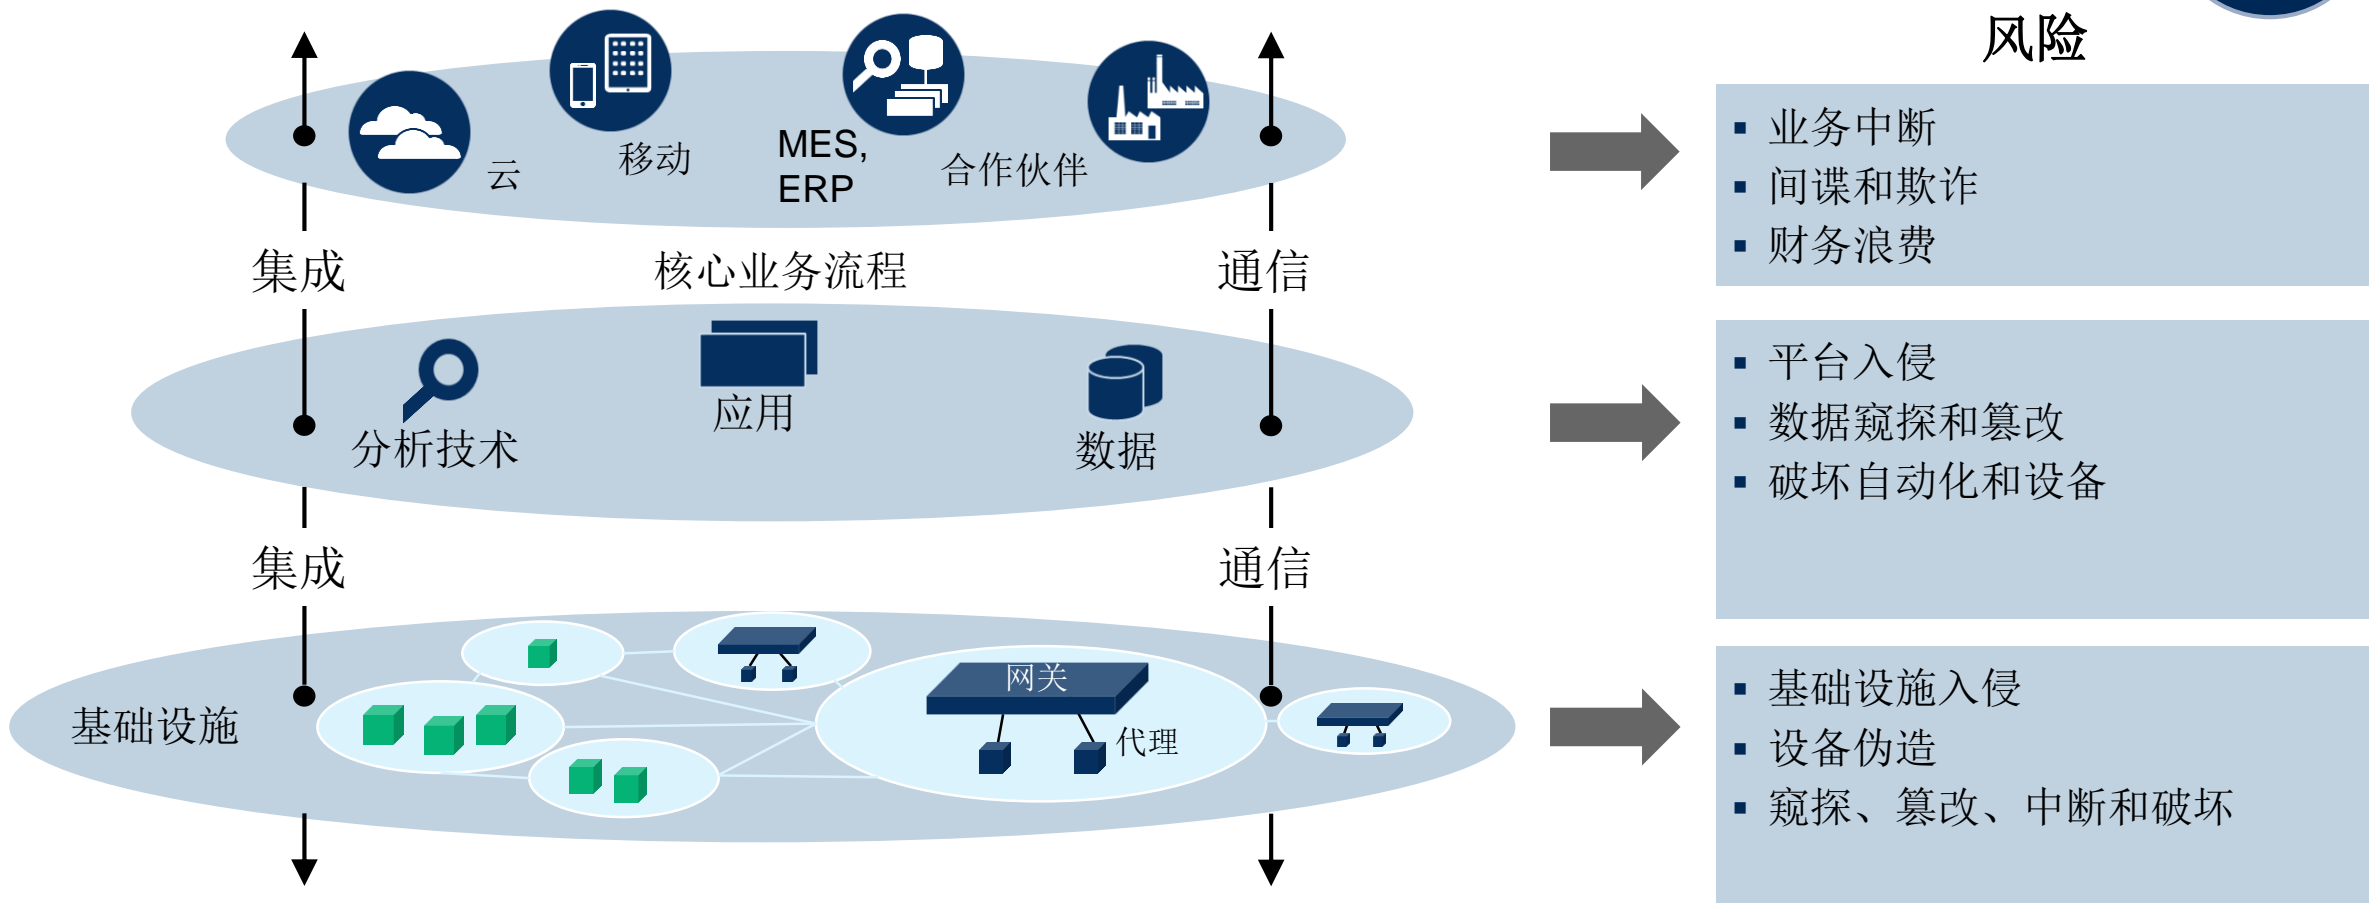 风险
云
移动
MES,
ERP
合作伙伴
集成
核心业务流程
通信
▪ 业务中断
▪ 间谍和欺诈
▪ 财务浪费
分析技术
应用
数据
▪ 平台入侵
▪ 数据窥探和篡改
▪ 破坏自动化和设备
集成
通信
基础设施
网关
代理
▪ 基础设施入侵
▪ 设备伪造
▪ 窥探、篡改、中断和破坏